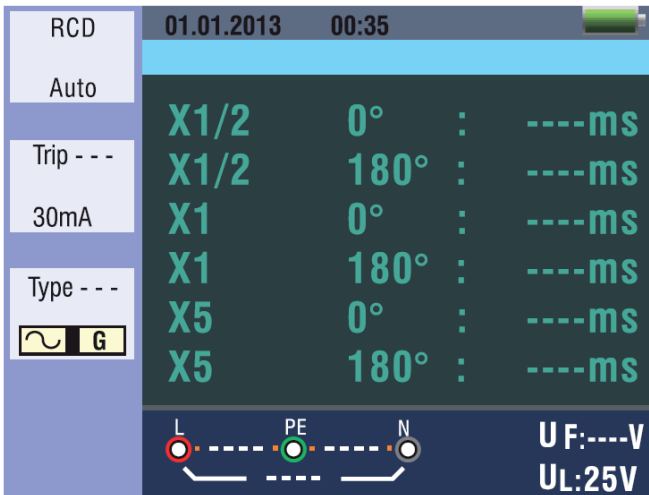 RCD
Auto
Trip - - -
30mA
Type - - -
G
01.01.2013 00:35
X1/2 0° : ----ms
X1/2 180° : ----ms
X1 0° : ----ms
X1 180° : ----ms
X5 0° : ----ms
X5 180° : ----ms
L PE N
----
UF:----V
UL:25V